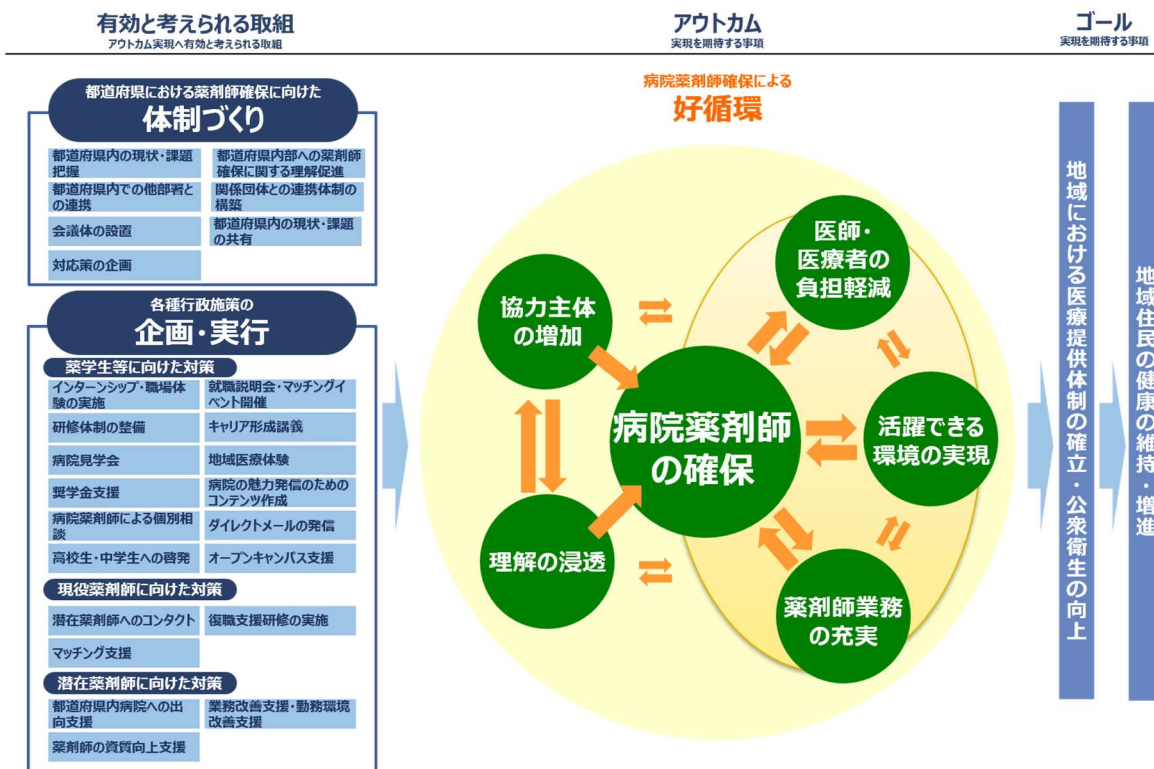 有効と考えられる取組
アウトカム実現へ有効と考えられる取組
アウトカム
実現を期待する事項
ゴール
実現を期待する事項
都道府県における薬剤師確保に向けた
体制づくり
都道府県内の現状・課題
把握
都道府県内部への薬剤師
確保に関する理解促進
都道府県内での他部署と
の連携
関係団体との連携体制の
構築
会議体の設置
都道府県内の現状・課題
の共有
対応策の企画
各種行政施策の
企画・実行
薬学生等に向けた対策
インターンシップ・職場体
験の実施
就職説明会・マッチングイ
ベント開催
研修体制の整備
キャリア形成講義
病院見学会
地域医療体験
奨学金支援
病院の魅力発信のための
コンテンツ作成
病院薬剤師による個別相
談
ダイレクトメールの発信
高校生・中学生への啓発
オープンキャンパス支援
現役薬剤師に向けた対策
潜在薬剤師へのコンタクト
復職支援研修の実施
マッチング支援
潜在薬剤師に向けた対策
都道府県内病院への出
向支援
業務改善支援・勤務環境
改善支援
薬剤師の資質向上支援
病院薬剤師確保による
好循環
医師・
医療者の
負担軽減
協力主体
の増加
病院薬剤師
の確保
活躍できる
環境の実現
理解の浸透
薬剤師業務
の充実
地域における医療提供体制の確立・公衆衛生の向上
地域住民の健康の維持・増進